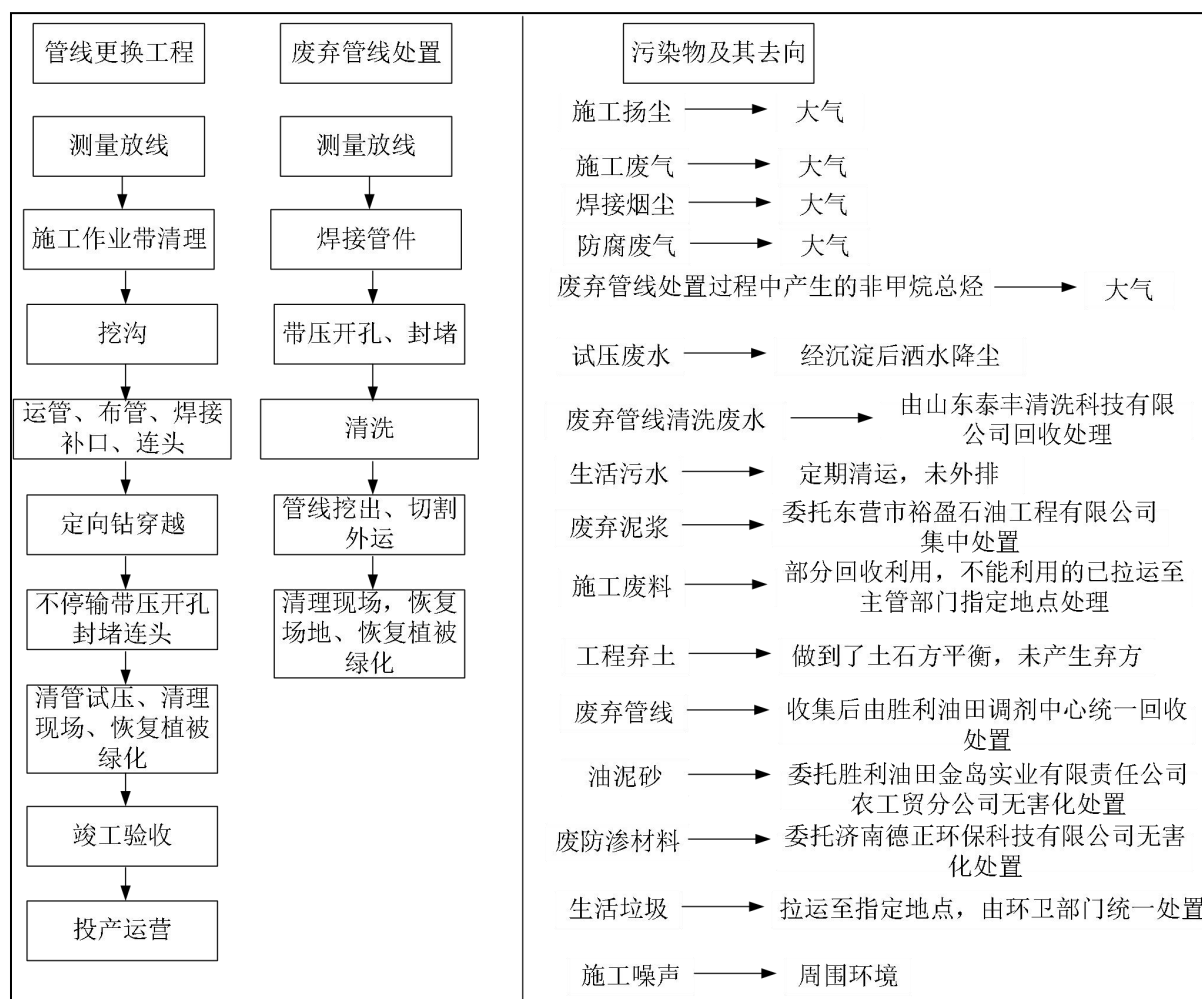 管线更换工程
测量放线
施工作业带清理
挖沟
运管、布管、焊接
补口、连头
定向钻穿越
不停输带压开孔
封堵连头
清管试压、清理
现场、恢复植被
绿化
竣工验收
投产运营
废弃管线处置
测量放线
焊接管件
带压开孔、封堵
清洗
管线挖出、切割
外运
清理现场，恢复
场地、恢复植被
绿化
污染物及其去向
施工扬尘 大气
施工废气 大气
焊接烟尘 大气
防腐废气 大气
废弃管线处置过程中产生的非甲烷总烃 大气
试压废水 经沉淀后洒水降尘
废弃管线清洗废水 由山东泰丰清洗科技有限
公司回收处理
生活污水 定期清运，未外排
废弃泥浆 委托东营市裕盈石油工程有限公司
集中处置
施工废料 部分回收利用，不能利用的已拉运至
主管部门指定地点处理
工程弃土 做到了土石方平衡，未产生弃方
废弃管线 收集后由胜利油田调剂中心统一回收
处置
油泥砂 委托胜利油田金岛实业有限责任公司
农工贸分公司无害化处置
废防渗材料 委托济南德正环保科技有限公司无害
化处置
生活垃圾 拉运至指定地点，由环卫部门统一处置
施工噪声 周围环境